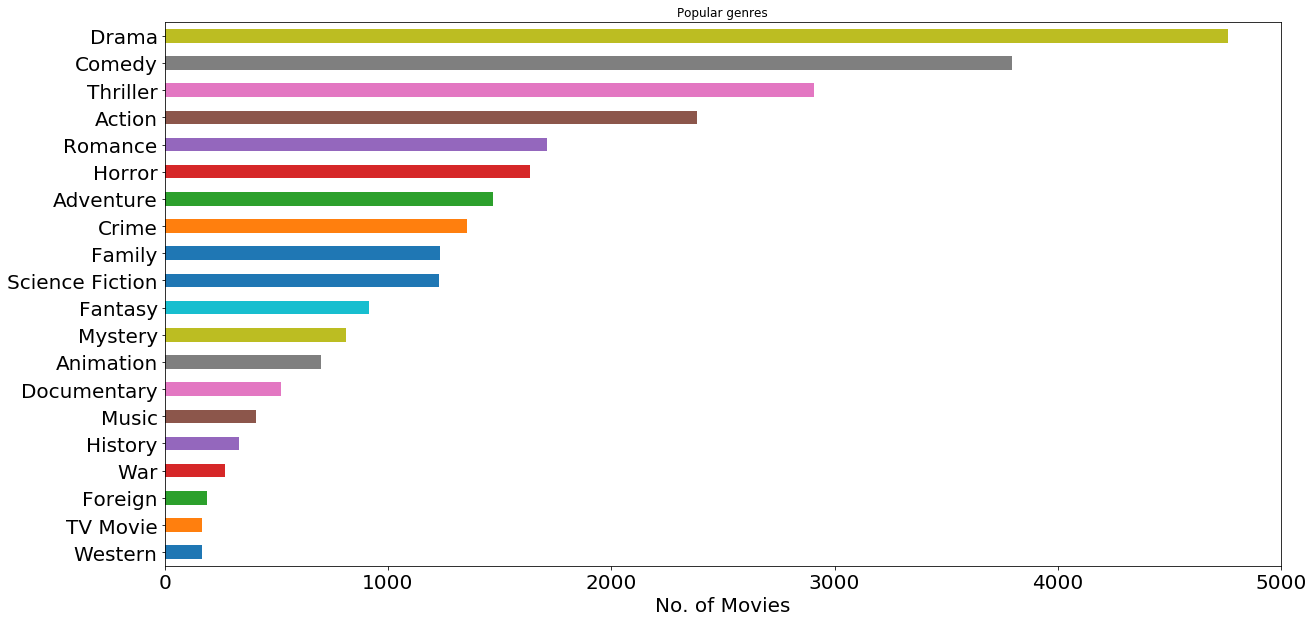 Popular genres
Drama
Comedy
Thriller
Action
Romance
Horror
Adventure
Crime
Family
Science Fiction
Fantasy
Mystery
Animation
Documentary
Music
History
War
Foreign
TV Movie
Western
0 1000 2000 3000 4000 5000
No. of Movies